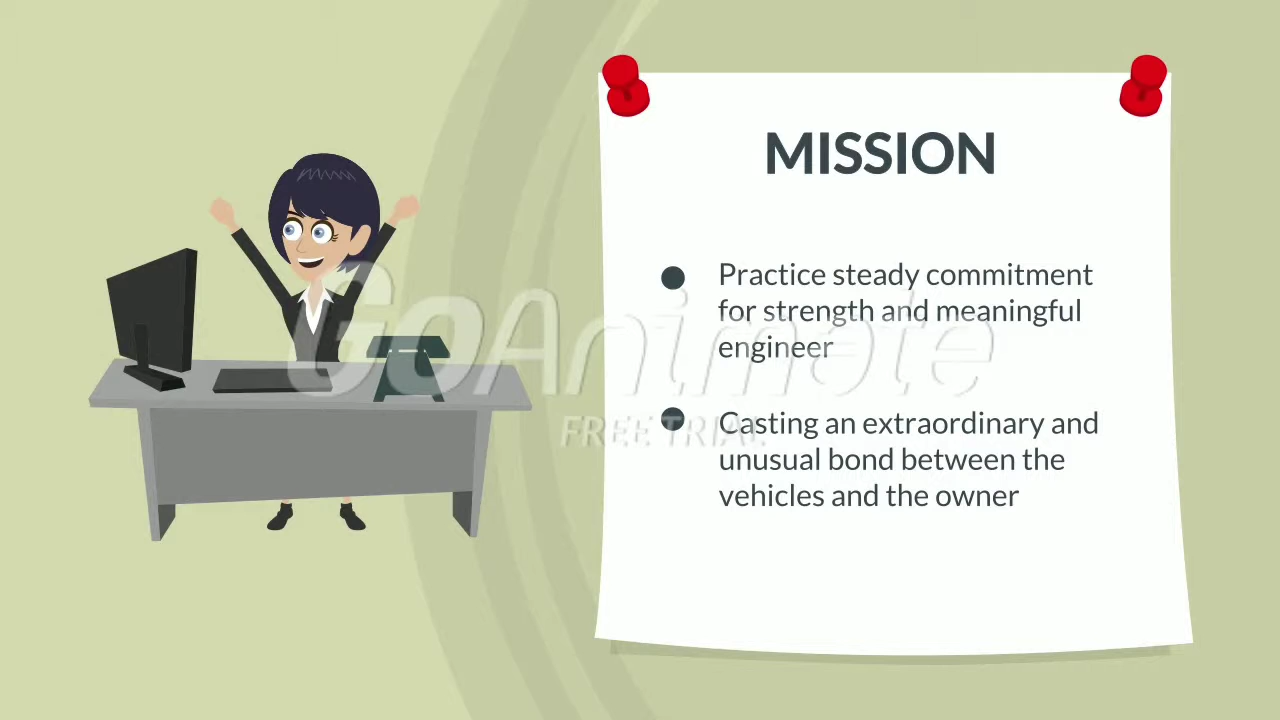 MISSION
Practice steady commitment
for strength and meaningful
engineer
Casting an extraordinary and
unusual bond between the
vehicles and the owner
GoAnimate
FREE TRIAL